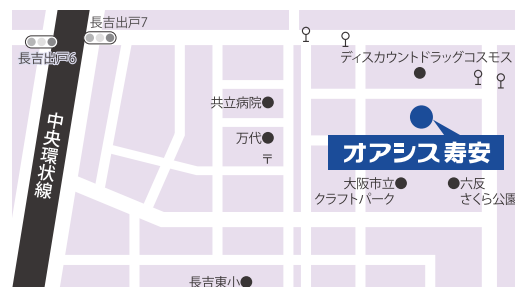 長吉出戸7
長吉出戸6
ディスカウントドラッグコスモス
中央環状線
共立病院
万代
〒
オアシス 寿安
大阪市立
クラフトパーク
六反
さくら公園
長吉東小